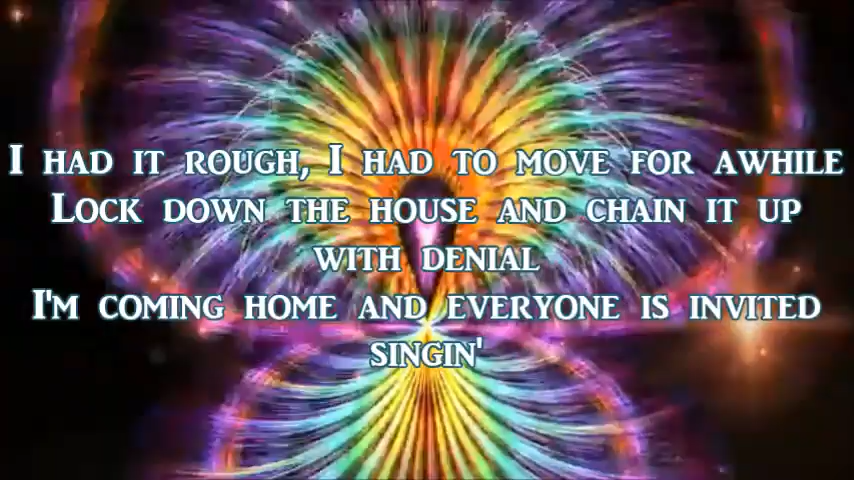 I HAD IT ROUGH, I HAD TO MOVE FOR AWHILE
LOCK DOWN THE HOUSE AND CHAIN IT UP
WITH DENIAL
I'M COMING HOME AND EVERYONE IS INVITED
SINGIN'